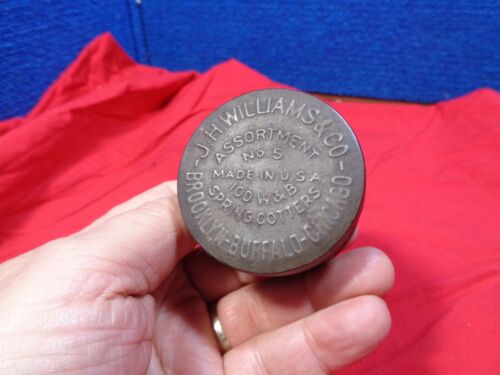 J.H. WILLIAMS & CO
ASSORTMENT
No 5
MADE IN U.S.A.
100 W&B
SPRING COTTERS
BROOKLYN-BUFFALO-CHICAGO